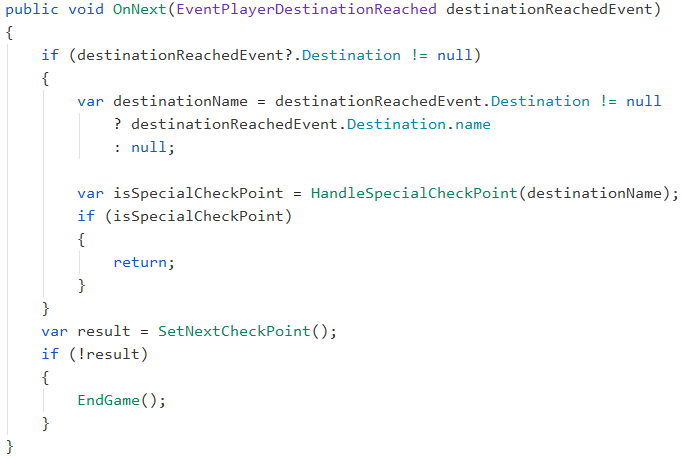 public void OnNext(EventPlayerDestinationReached destinationReachedEvent)
{
    if (destinationReachedEvent?.Destination != null)
    {
        var destinationName = destinationReachedEvent.Destination != null
            ? destinationReachedEvent.Destination.name
            : null;

        var isSpecialCheckPoint = HandleSpecialCheckPoint(destinationName);
        if (isSpecialCheckPoint)
        {
            return;
        }
    }
    var result = SetNextCheckPoint();
    if (!result)
    {
        EndGame();
    }
}